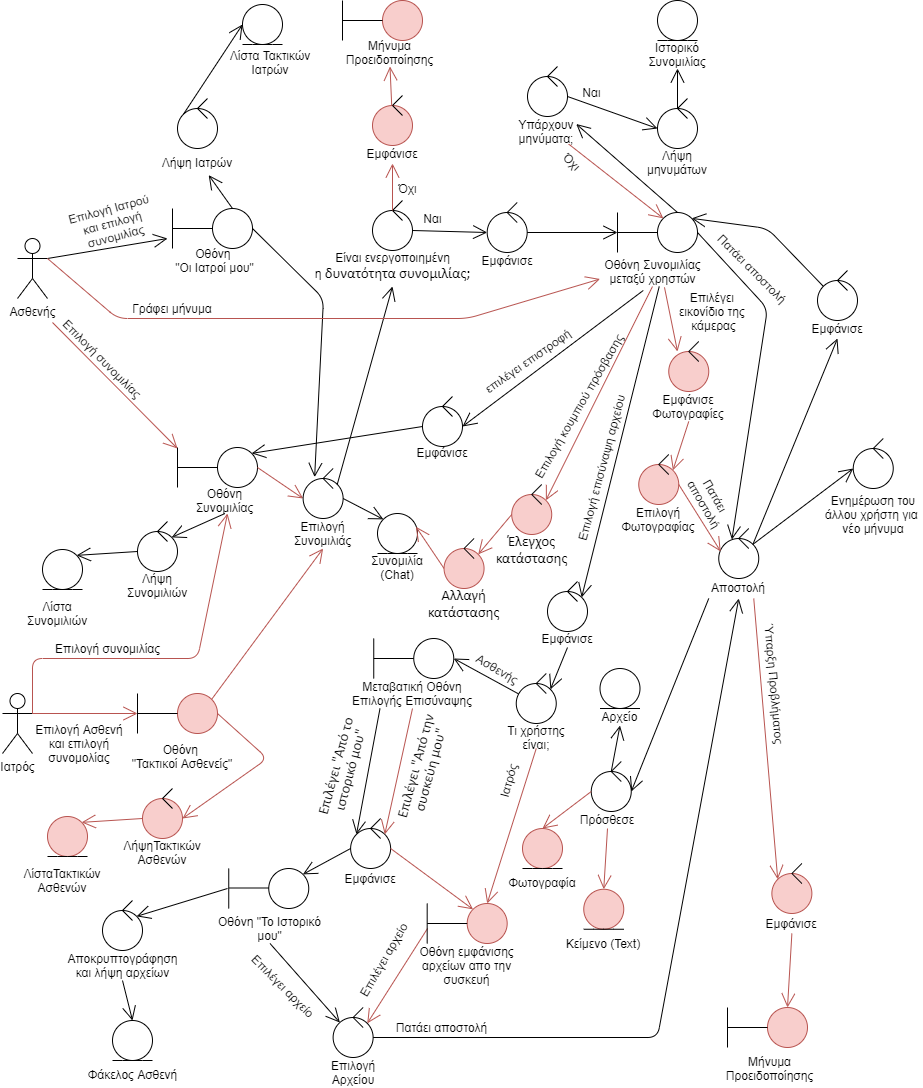 Λίστα Τακτικών
Ιατρών
Μήνυμα
Προειδοποίησης
Ιστορικό
Συνομιλίας
Ναι
Υπάρχουν
μηνύματα;
Όχι
Λήψη
μηνυμάτων
Λήψη Ιατρών
Εμφάνισε
Όχι
Ναι
Επιλογή Ιατρού
και επιλογή
συνομιλίας
Οθόνη
"Οι Ιατροί μου"
Είναι ενεργοποιημένη
η δυνατότητα συνομιλίας;
Εμφάνισε
Οθόνη Συνομιλίας
μεταξύ χρηστών
Πατάει αποστολή
Εμφάνισε
Ασθενής
Γράφει μήνυμα
Επιλέγει
εικονίδιο της
κάμερας
Επιλογή συνομιλίας
επιλέγει επιστροφή
Επιλογή κουμπιού πρόσβασης
Επιλογή επισύναψη αρχείου
Εμφάνισε
Φωτογραφίες
Εμφάνισε
Οθόνη
Συνομιλίας
Επιλογή
Συνομιλιάς
Επιλογή
Φωτογραφίας
Πατάει
αποστολή
Ενημέρωση του
άλλου χρήστη για
νέο μήνυμα
Συνομιλία
(Chat)
Έλεγχος
κατάστασης
Αλλαγή
κατάστασης
Αποστολή
Λήψη
Συνομιλιών
Λίστα
Συνομιλιών
Εμφάνισε
Επιλογή συνομιλίας
Ασθενής
Μεταβατική Οθόνη
Επιλογής Επισύναψης
Τι χρήστης
είναι;
Αρχείο
Ύπαρξη Προβλήματος
Ιατρός
Επιλογή Ασθενή
και επιλογή
συνομολίας
Οθόνη
"Τακτικοί Ασθενείς"
Επιλέγει "Από το
ιστορικό μου"
Επιλέγει "Από την
συσκεύη μου"
Ιατρός
Πρόσθεσε
ΛήψηΤακτικών
Ασθενών
ΛίσταΤακτικών
Ασθενών
Εμφάνισε
Φωτογραφία
Οθόνη "Το Ιστορικό
μου"
Κείμενο (Text)
Εμφάνισε
Αποκρυπτογράφηση
και λήψη αρχείων
Επιλέγει αρχείο
Επιλέγει αρχείο
Οθόνη εμφάνισης
αρχείων απο την
συσκευή
Πατάει αποστολή
Φάκελος Ασθενή
Επιλογή
Αρχείου
Μήνυμα
Προειδοποίησης